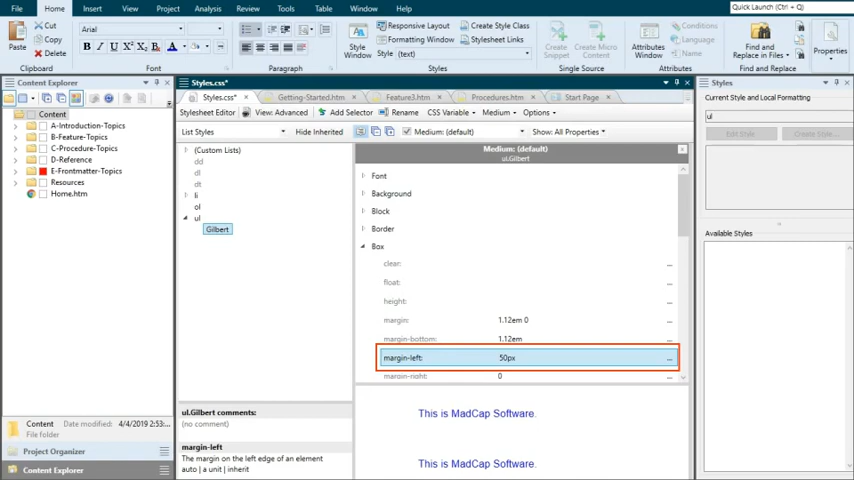 File Home Insert View Project Analysis Review Tools Table Window Quick Launch (Ctrl + Q)
Cut
Copy
Delete
Paste
Clipboard
Arial
B I U
Font
Paragraph
Style Window
Responsive Layout
Formatting Window
Style (text)
Create Style Class
Stylesheet Links
Styles
Create Snippet
Create Micro Content
Single Source
Attributes Window
Conditions
Variables
Names
Attributes
Find and Replace in Files
Find
Properties
Content Explorer
Content
A-Introduction-Topics
B-Feature-Topics
C-Procedure-Topics
D-Reference
E-Frontmatter-Topics
Resources
Home.htm
Content Date modified: 4/4/2019 2:53:...
File folder
Project Organizer
Content Explorer
Styles.css*
Styles.css* Getting-Started.htm Feature3.htm Procedures.htm Start Page
Stylesheet Editor View: Advanced Add Selector Rename CSS Variable Medium Options
List Styles Hide Inherited Medium: (default) Show: All Properties
(Custom Lists)
dd
dl
dt
li
ol
ul
Gilbert
Medium: (default)
ul.Gilbert
Font
Background
Block
Border
Box
clear: ...
float: ...
height: ...
margin: 1.12em 0 ...
margin-bottom: 1.12em ...
margin-left: 50px ...
margin-right: 0 ...
ul.Gilbert comments:
(no comment)
margin-left
The margin on the left edge of an element
auto | a unit | inherit
This is MadCap Software.
This is MadCap Software.
Styles
Current Style and Local Formatting
ul
Edit Style Create Style...
Available Styles